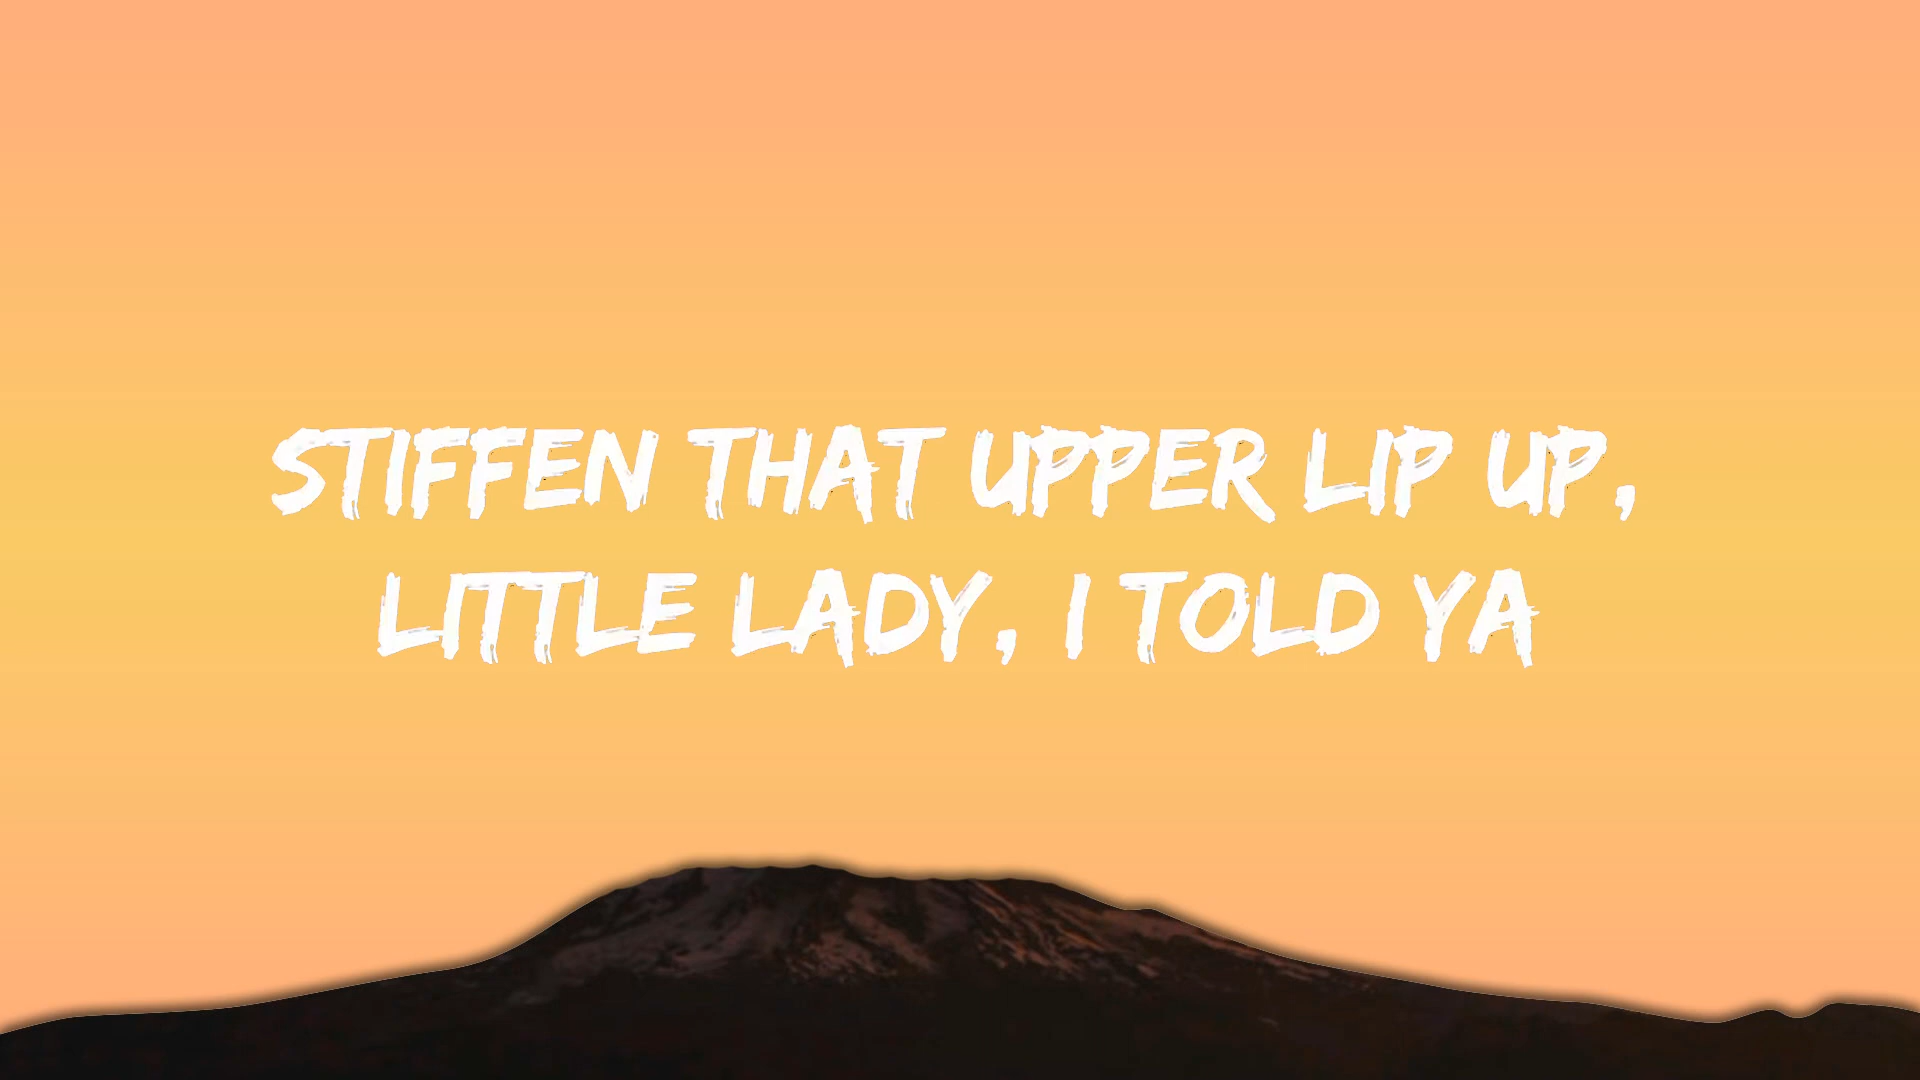 STIFFEN THAT UPPER LIP UP,
LITTLE LADY, I TOLD YA